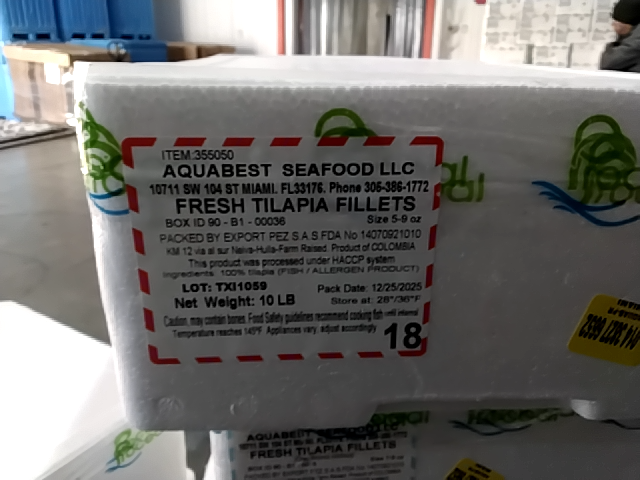 ITEM:355050
AQUABEST SEAFOOD LLC
10711 SW 104 ST MIAMI. FL33176. Phone 305-386-1772
FRESH TILAPIA FILLETS
BOX ID 90 - B1 - 00036 Size 5-9 oz
PACKED BY EXPORT PEZ S.A.S.FDA No 14070921010
KM 12 via al sur Neiva-Huila-Farm Raised. Product of COLOMBIA
This product was processed under HACCP system
Ingredients: 100% tilapia (FISH / ALLERGEN PRODUCT)
LOT: TXI1059 Pack Date: 12/25/2025
Net Weight: 10 LB Store at: 28°/36°F
Caution, may contain bones. Food Safety guidelines recommend cooking fish until internal
Temperature reaches 145°F. Appliances vary, adjust accordingly
18
AQUABEST SEAFOOD LLC
FRESH TILAPIA FILLETS